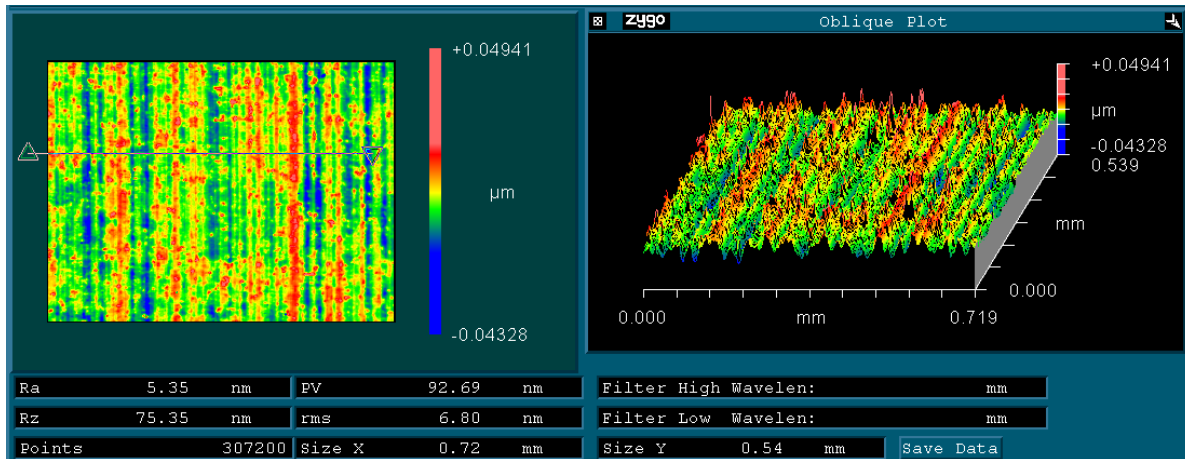 +0.04941
µm
-0.04328
zygo Oblique Plot
+0.04941
µm
-0.04328
0.539
mm
0.000
0.000 mm 0.719
Ra 5.35 nm PV 92.69 nm
Rz 75.35 nm rms 6.80 nm
Points 307200 Size X 0.72 mm
Filter High Wavelen: mm
Filter Low Wavelen: mm
Size Y 0.54 mm Save Data